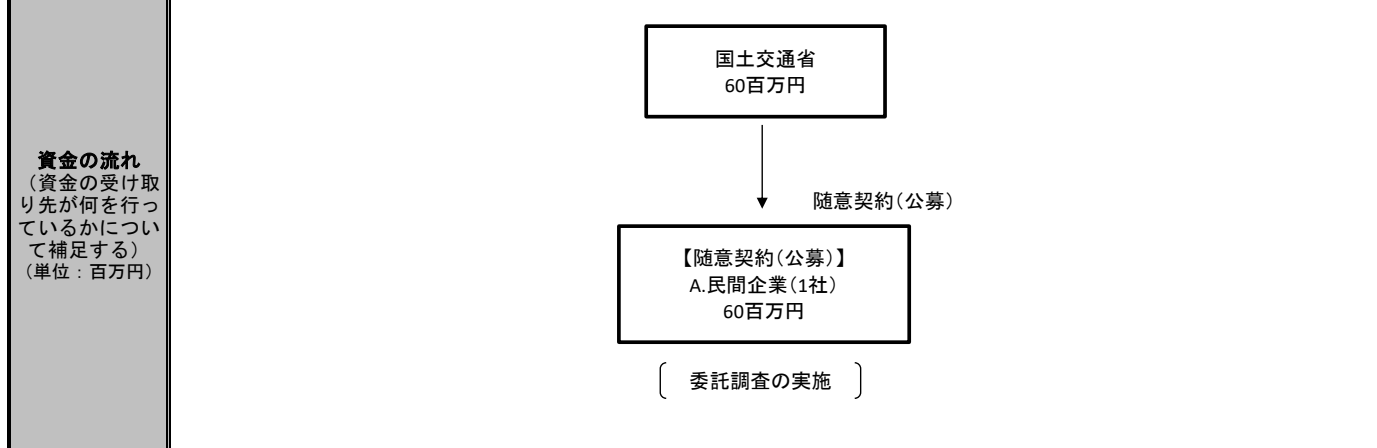 資金の流れ
（資金の受け取
り先が何を行っ
ているかについ
て補足する）
（単位：百万円）
国土交通省
60百万円
随意契約（公募）
【随意契約（公募）】
A.民間企業（1社）
60百万円
委託調査の実施